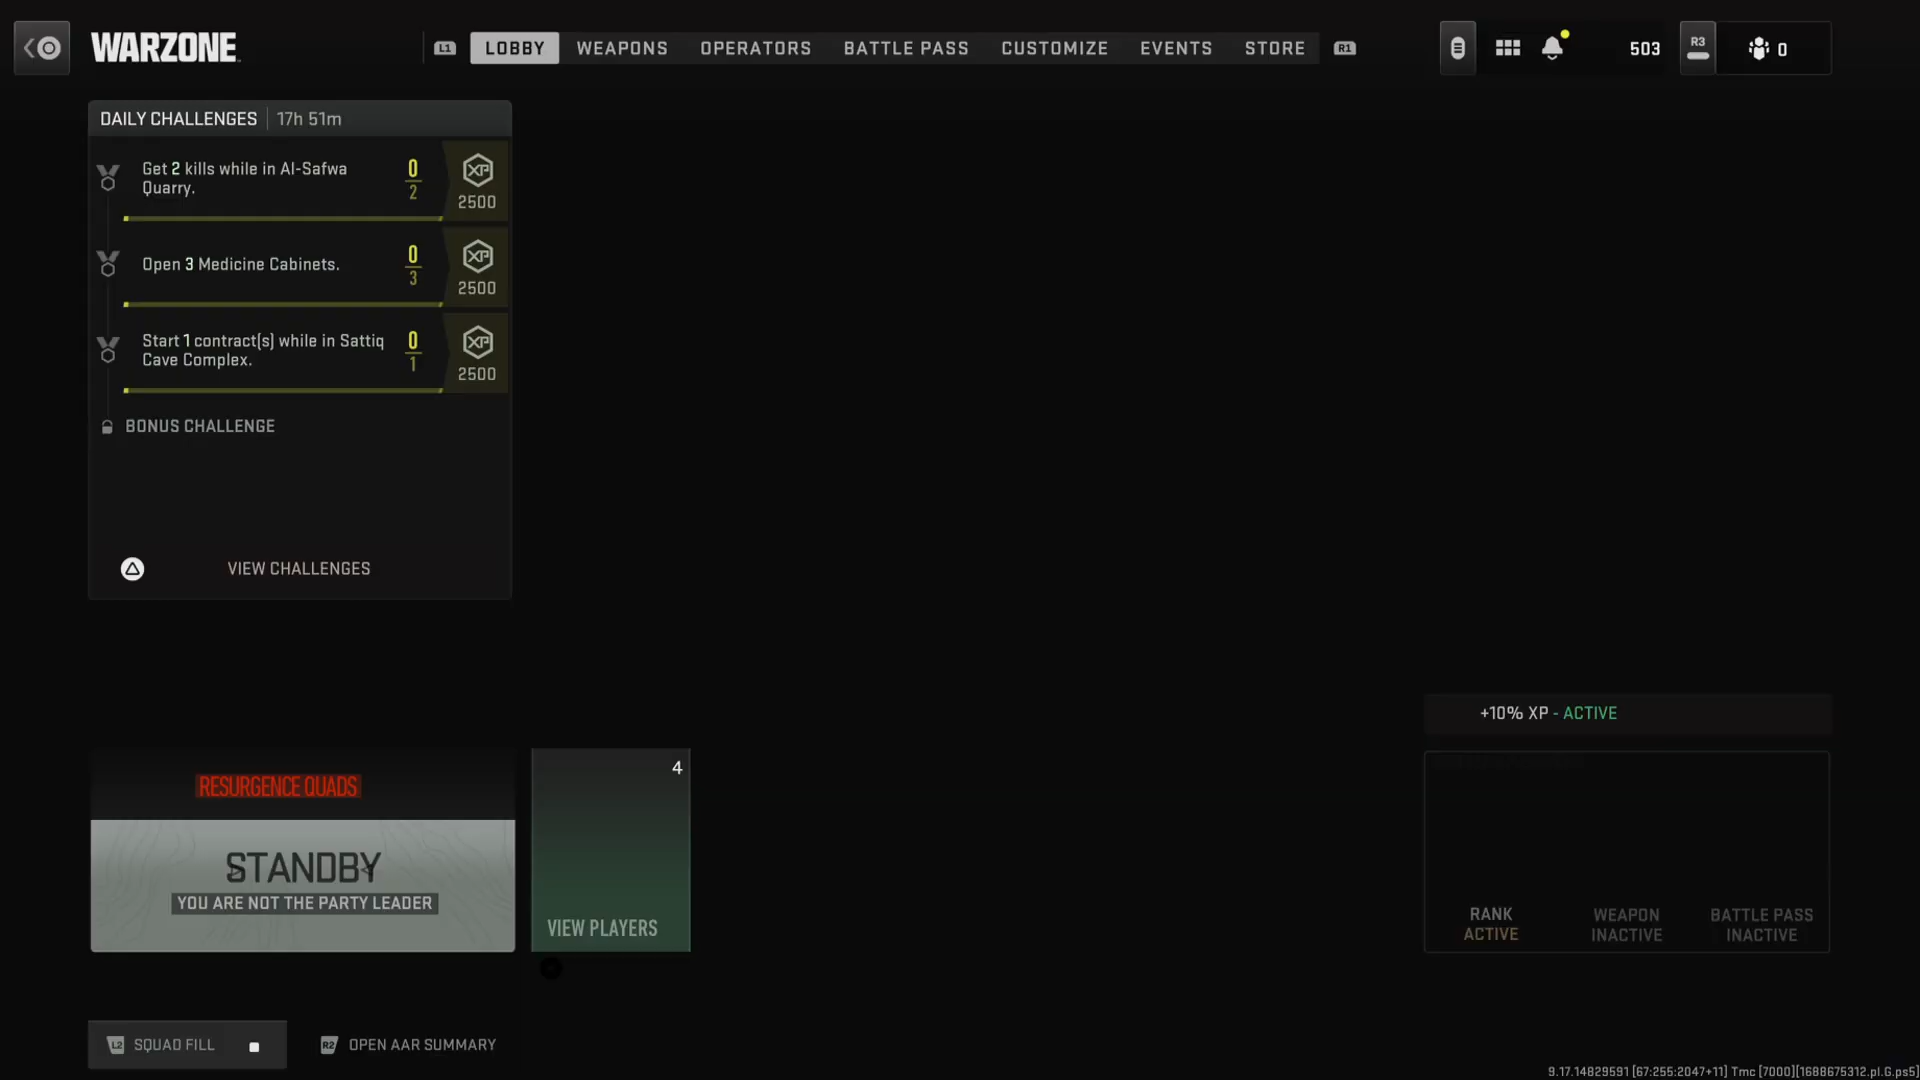 WARZONE
L1 LOBBY WEAPONS OPERATORS BATTLE PASS CUSTOMIZE EVENTS STORE R1
503 R3 0
DAILY CHALLENGES | 17h 51m
Get 2 kills while in Al-Safwa
Quarry.
0
2
XP
2500
Open 3 Medicine Cabinets.
0
3
XP
2500
Start 1 contract(s) while in Sattiq
Cave Complex.
0
1
XP
2500
BONUS CHALLENGE
VIEW CHALLENGES
+10% XP - ACTIVE
RESURGENCE QUADS
STANDBY
YOU ARE NOT THE PARTY LEADER
4
VIEW PLAYERS
RANK
ACTIVE
WEAPON
INACTIVE
BATTLE PASS
INACTIVE
L2 SQUAD FILL
R2 OPEN AAR SUMMARY
9.17.14829591 [67:255:2047+11] Tmc [7000][1688675312.pl.G.ps5]